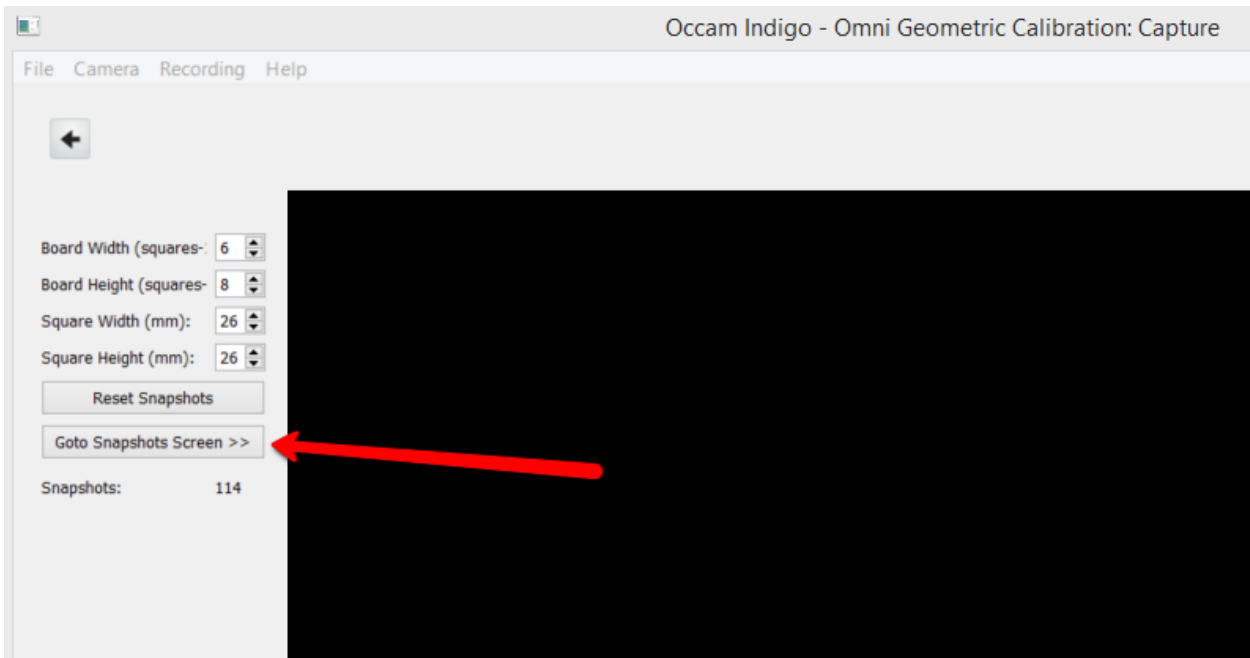 Occam Indigo - Omni Geometric Calibration: Capture
File Camera Recording Help
Board Width (squares- 6
Board Height (squares- 8
Square Width (mm): 26
Square Height (mm): 26
Reset Snapshots
Goto Snapshots Screen >>
Snapshots: 114